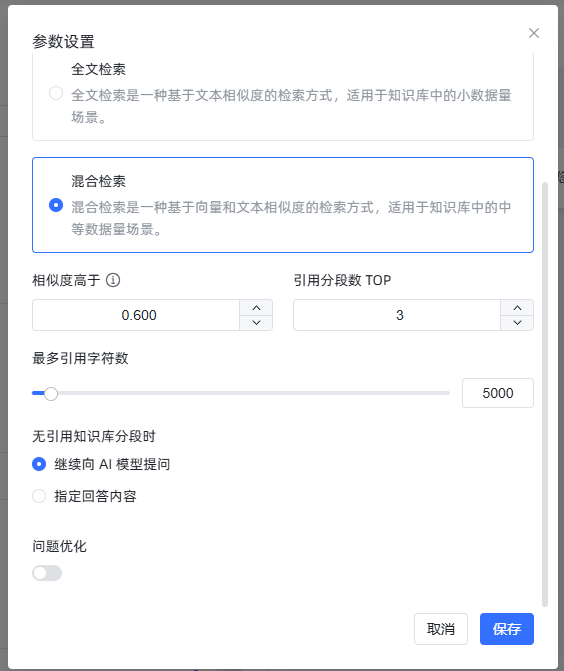 参数设置
全文检索
全文检索是一种基于文本相似度的检索方式，适用于知识库中的小数据量
场景。
混合检索
混合检索是一种基于向量和文本相似度的检索方式，适用于知识库中的中
等数据量场景。
相似度高于
引用分段数 TOP
0.600
3
最多引用字符数
5000
无引用知识库分段时
继续向 AI 模型提问
指定回答内容
问题优化
取消
保存